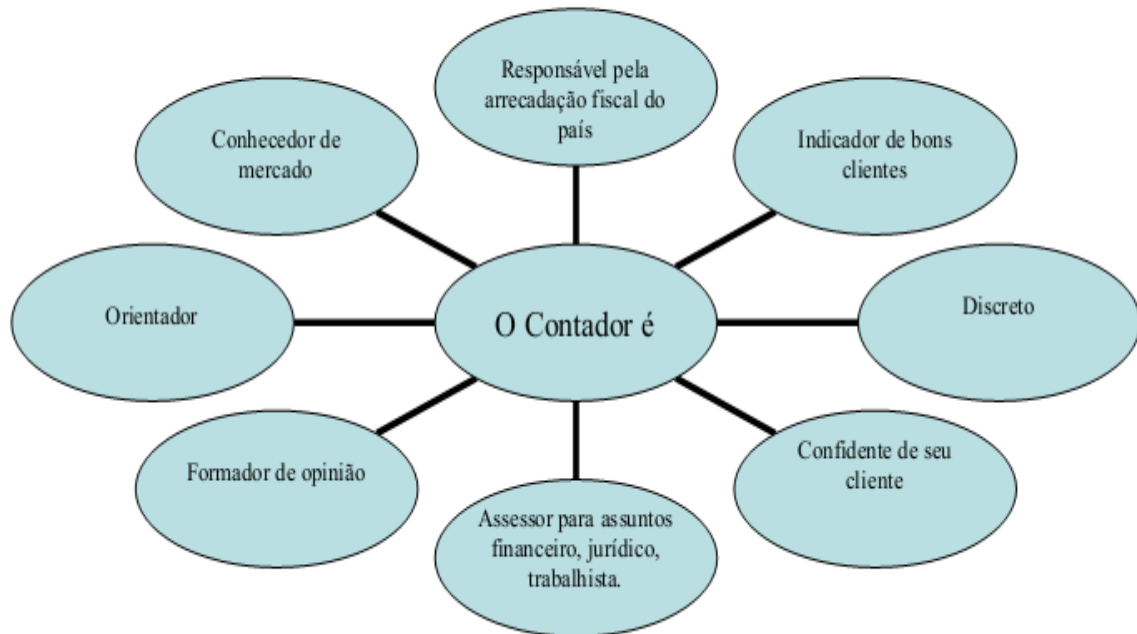 Responsável pela
arrecadação fiscal do
país
Conhecedor de
mercado
Indicador de bons
clientes
Orientador
O Contador é
Discreto
Formador de opinião
Confidente de seu
cliente
Assessor para assuntos
financeiro, jurídico,
trabalhista.